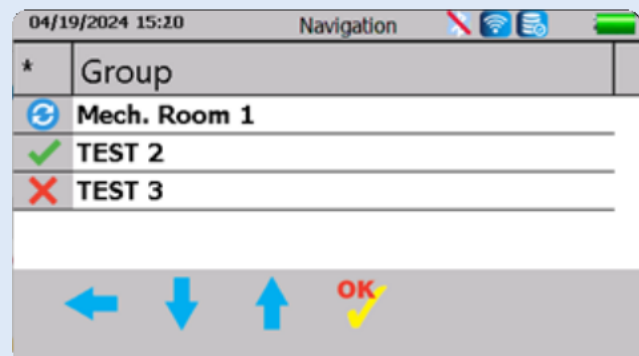 04/19/2024 15:20 Navigation
* Group
Mech. Room 1
TEST 2
TEST 3
OK